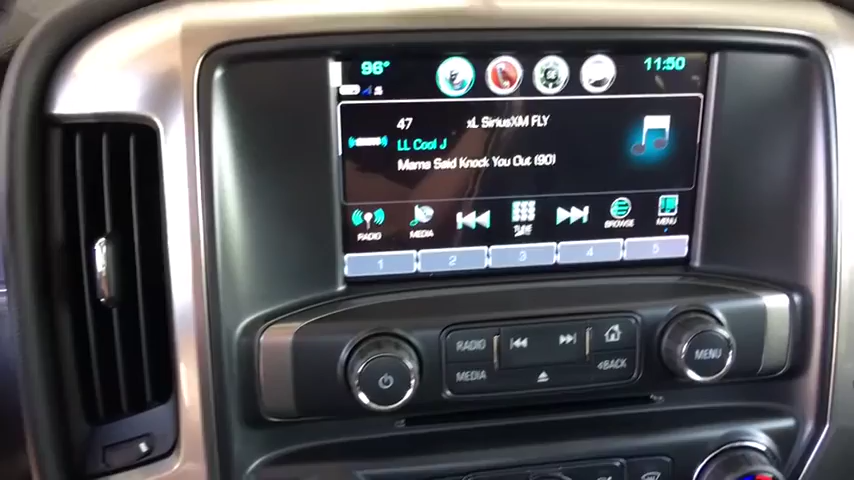 96°
11:50
47 xL SiriusXM FLY
LL Cool J
Mama Said Knock You Out (90)
RADIO MEDIA TUNE BROWSE MENU
1 2 3 4 5
RADIO
MEDIA
BACK
MENU